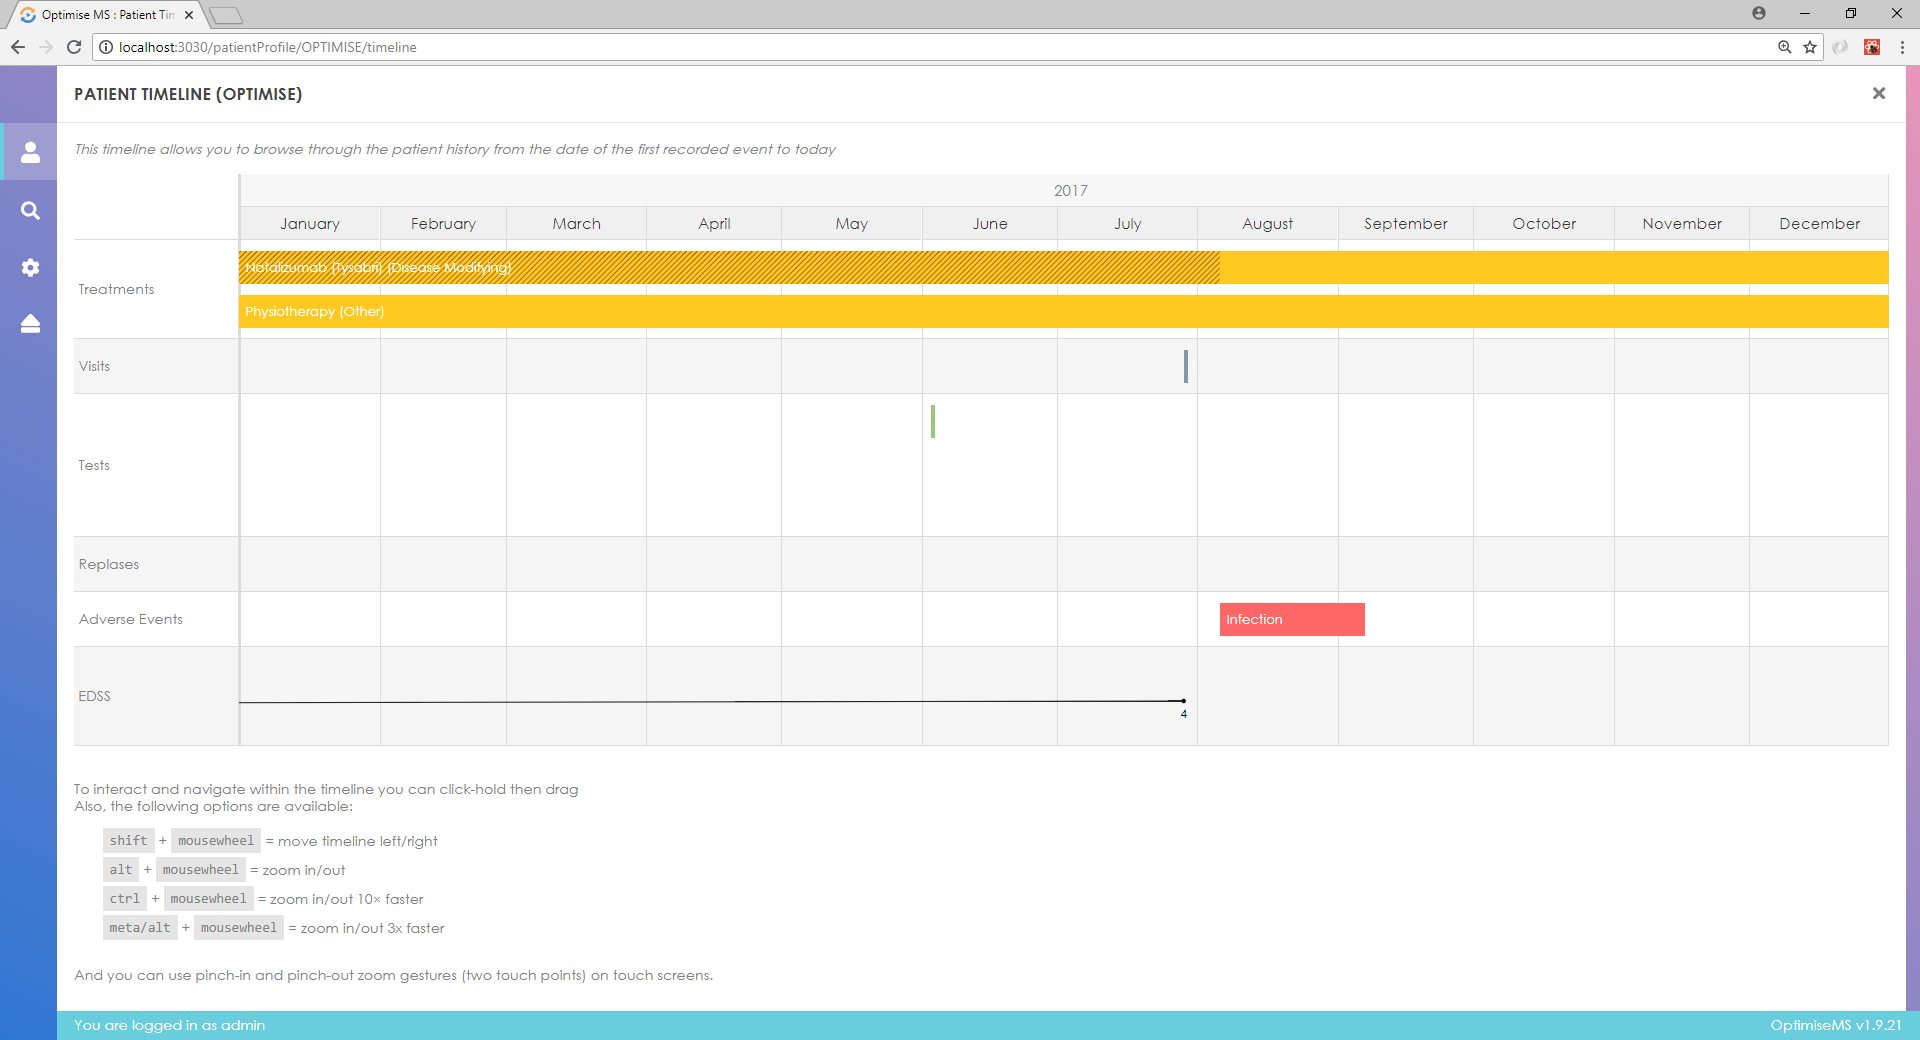 Optimise MS : Patient Tim
localhost:3030/patientProfile/OPTIMISE/timeline
PATIENT TIMELINE (OPTIMISE)
This timeline allows you to browse through the patient history from the date of the first recorded event to today
2017
January February March April May June July August September October November December
Treatments
Natalizumab (Tysabri) (Disease Modifying)
Physiotherapy (Other)
Visits
Tests
Replases
Adverse Events
Infection
EDSS
4
To interact and navigate within the timeline you can click-hold then drag
Also, the following options are available:
shift + mousewheel = move timeline left/right
alt + mousewheel = zoom in/out
ctrl + mousewheel = zoom in/out 10× faster
meta/alt + mousewheel = zoom in/out 3x faster
And you can use pinch-in and pinch-out zoom gestures (two touch points) on touch screens.
You are logged in as admin
OptimiseMS v1.9.21